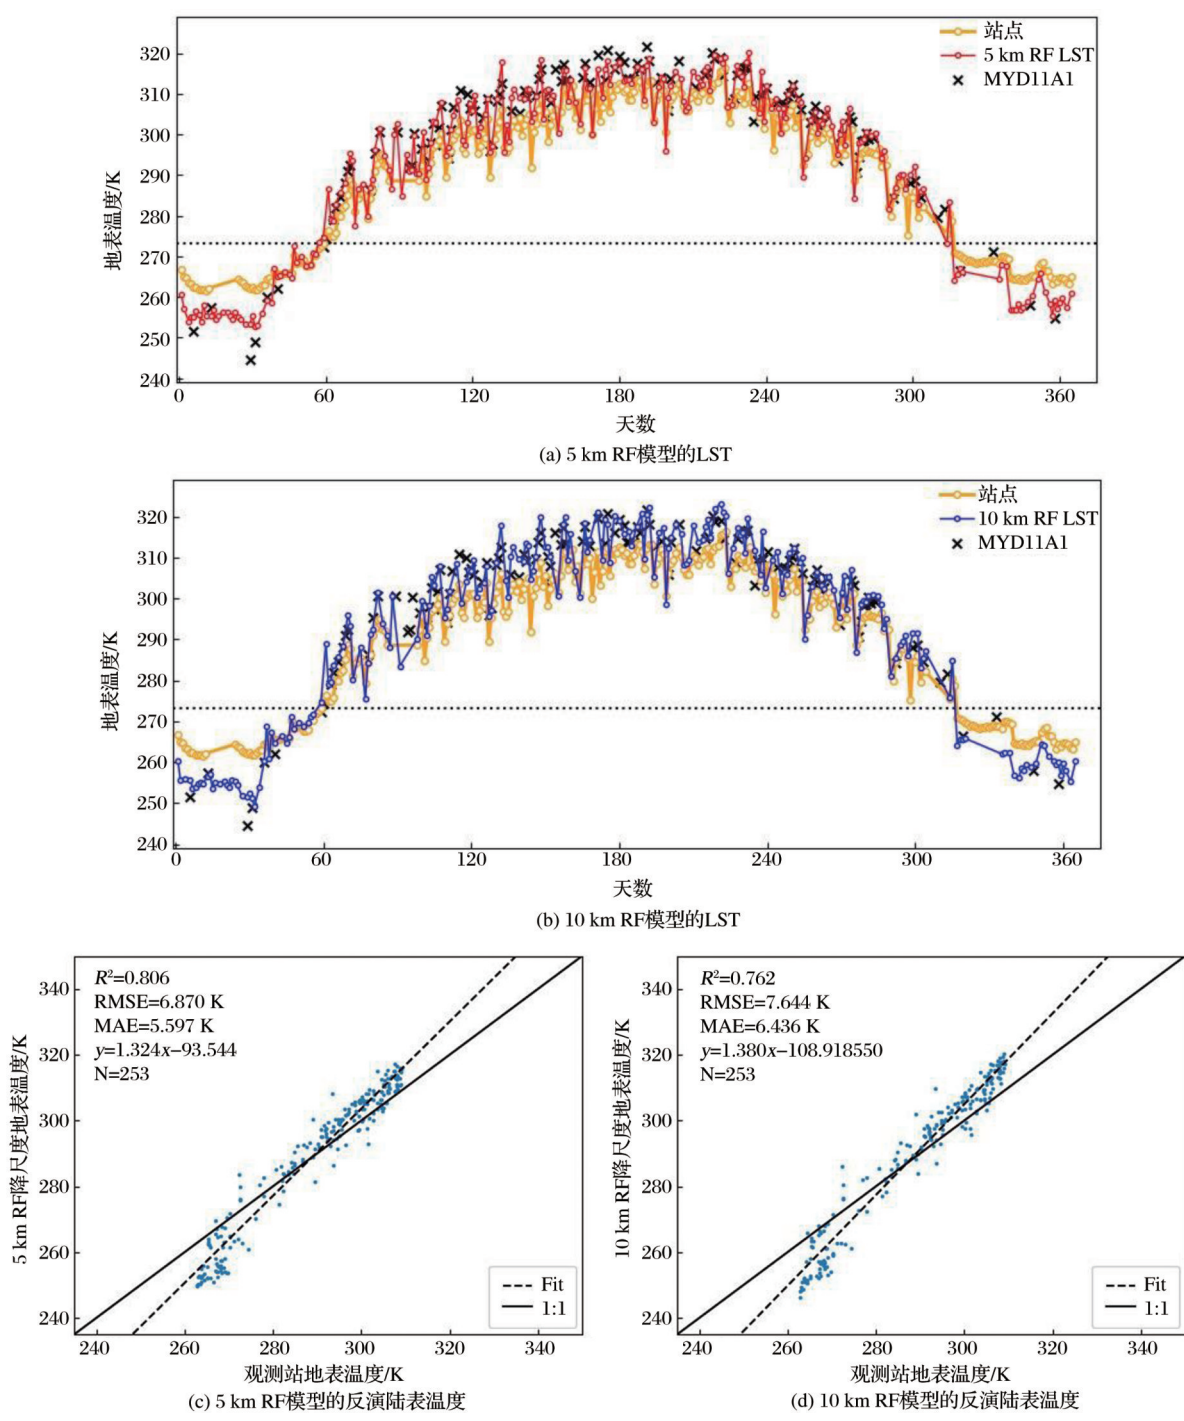 站点
5 km RF LST
MYD11A1
320
310
300
290
280
270
260
250
240
地表温度/K
0 60 120 180 240 300 360
天数
(a) 5 km RF模型的LST
站点
10 km RF LST
MYD11A1
320
310
300
290
280
270
260
250
240
地表温度/K
0 60 120 180 240 300 360
天数
(b) 10 km RF模型的LST
R²=0.806
RMSE=6.870 K
MAE=5.597 K
y=1.324x−93.544
N=253
340
320
300
280
260
240
5 km RF降尺度地表温度/K
Fit
1:1
240 260 280 300 320 340
观测站地表温度/K
(c) 5 km RF模型的反演陆表温度
R²=0.762
RMSE=7.644 K
MAE=6.436 K
y=1.380x−108.918550
N=253
340
320
300
280
260
240
10 km RF降尺度地表温度/K
Fit
1:1
240 260 280 300 320 340
观测站地表温度/K
(d) 10 km RF模型的反演陆表温度